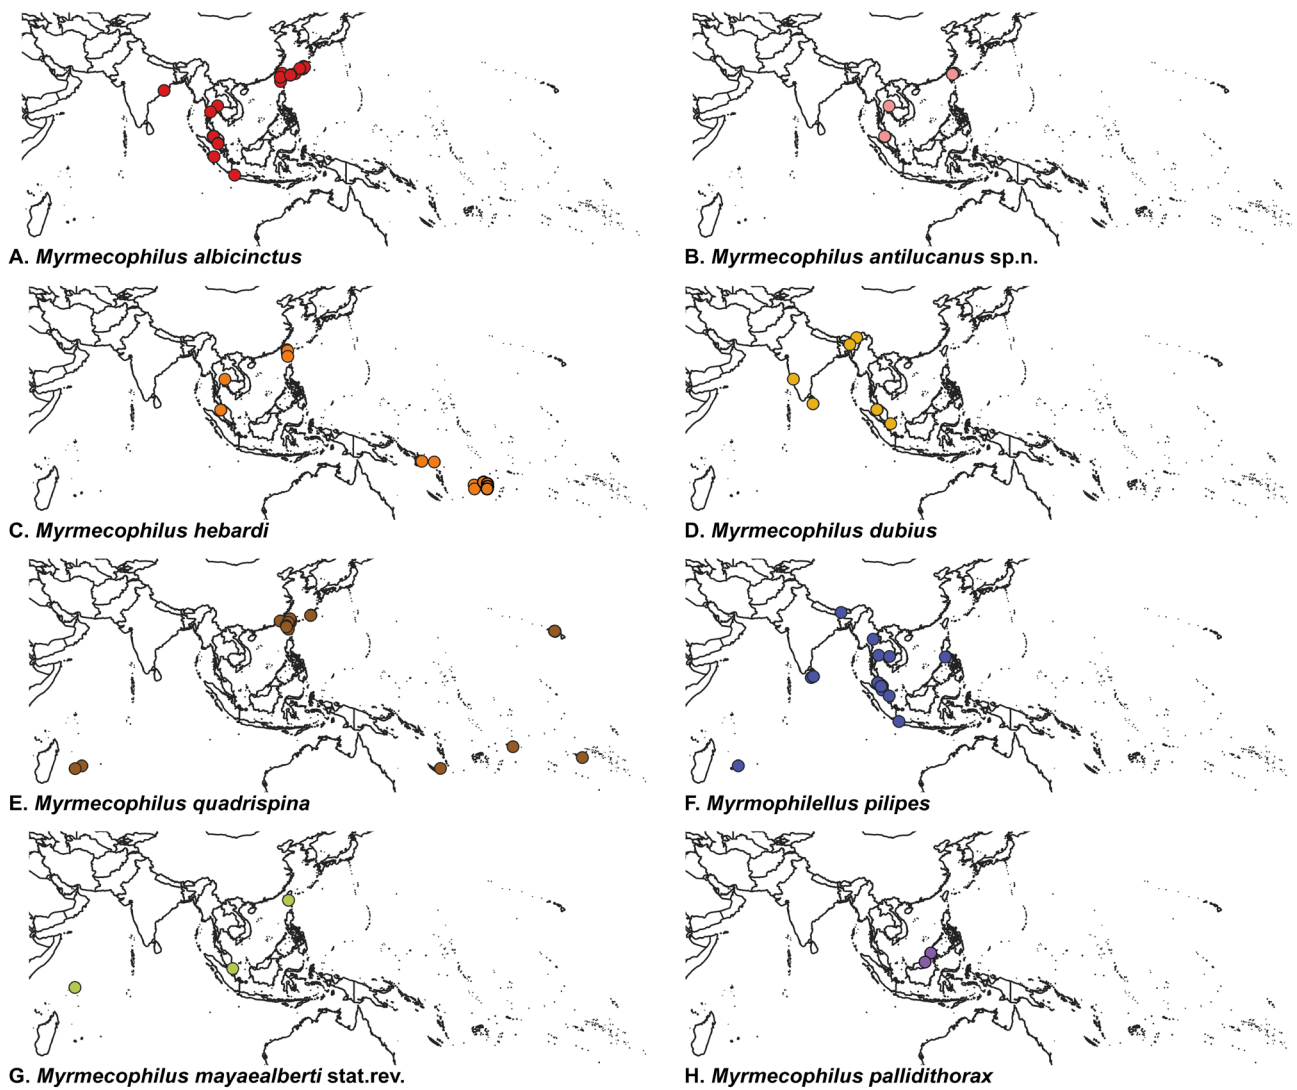 A. Myrmecophilus albicinctus
B. Myrmecophilus antilucanus sp.n.
C. Myrmecophilus hebardi
D. Myrmecophilus dubius
E. Myrmecophilus quadrispina
F. Myrmophilellus pilipes
G. Myrmecophilus mayaealberti stat.rev.
H. Myrmecophilus pallidithorax